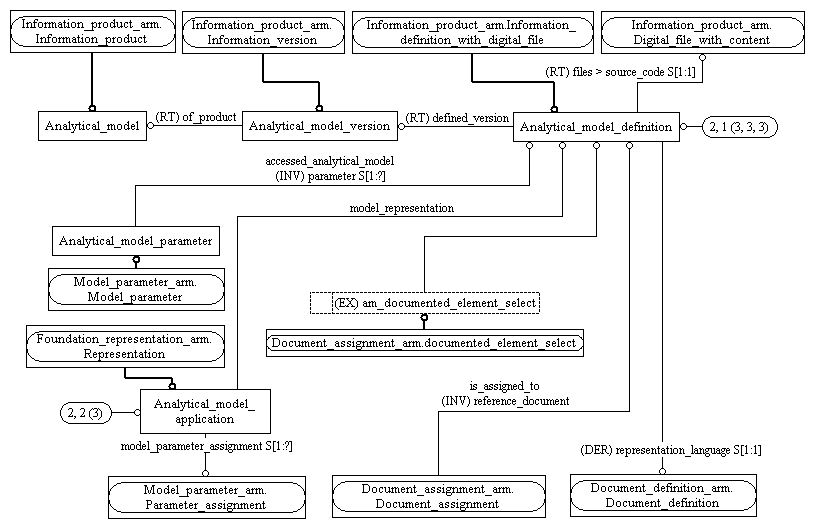 Information_product_arm.
Information_product
Information_product_arm.
Information_version
Information_product_arm.Information_
definition_with_digital_file
Information_product_arm.
Digital_file_with_content
(RT) files > source_code S[1:1]
Analytical_model
(RT) of_product
Analytical_model_version
(RT) defined_version
Analytical_model_definition
2, 1 (3, 3, 3)
accessed_analytical_model
(INV) parameter S[1:?]
model_representation
Analytical_model_parameter
Model_parameter_arm.
Model_parameter
(EX) am_documented_element_select
Document_assignment_arm.documented_element_select
Foundation_representation_arm.
Representation
2, 2 (3)
Analytical_model_
application
is_assigned_to
(INV) reference_document
model_parameter_assignment S[1:?]
(DER) representation_language S[1:1]
Model_parameter_arm.
Parameter_assignment
Document_assignment_arm.
Document_assignment
Document_definition_arm.
Document_definition